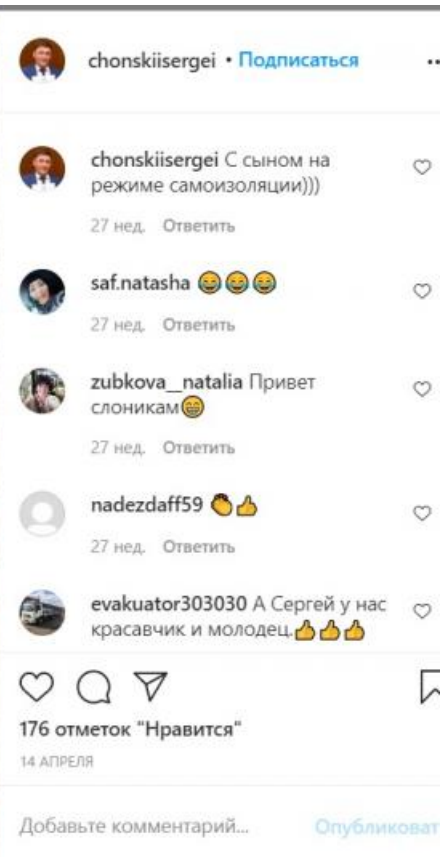 chonskiisergei • Подписаться
chonskiisergei С сыном на
режиме самоизоляции)))
27 нед. Ответить
saf.natasha 😂😂😂
27 нед. Ответить
zubkova__natalia Привет
слоникам😁
27 нед. Ответить
nadezdaff59 👏👍
27 нед. Ответить
evakuator303030 А Сергей у нас
красавчик и молодец.👍👍👍
176 отметок "Нравится"
14 АПРЕЛЯ
Добавьте комментарий... Опубликоват